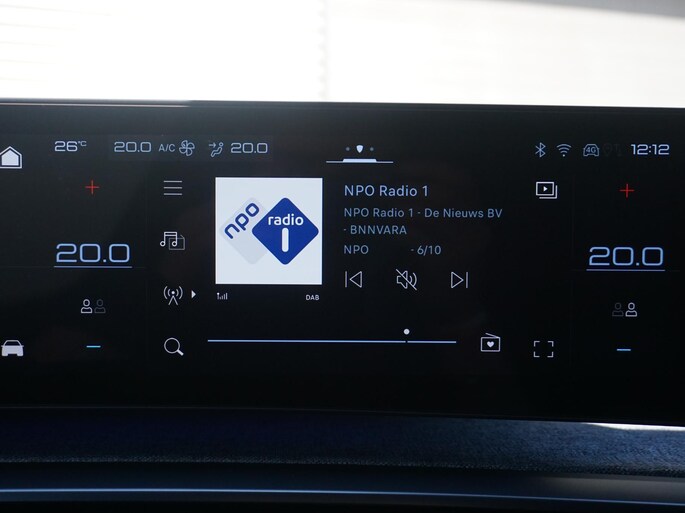 26°C 20.0 A/C 20.0 4G 12:12
npo radio 1
NPO Radio 1
NPO Radio 1 - De Nieuws BV
- BNNVARA
NPO - 6/10
20.0
20.0
DAB